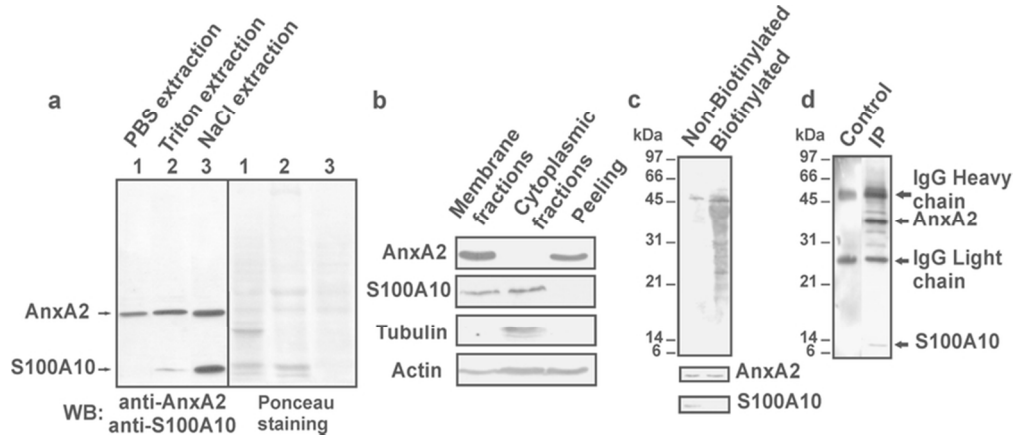 a
PBS extraction
Triton extraction
NaCl extraction
1 2 3 1 2 3
AnxA2
S100A10
WB:
anti-AnxA2
anti-S100A10
Ponceau
staining
b
Membrane
fractions
Cytoplasmic
fractions
Peeling
AnxA2
S100A10
Tubulin
Actin
c
Non-Biotinylated
Biotinylated
kDa
97
66
45
31
21
14
6
AnxA2
S100A10
d
Control
IP
kDa
97
66
45
31
21
14
6
IgG Heavy
chain
AnxA2
IgG Light
chain
S100A10